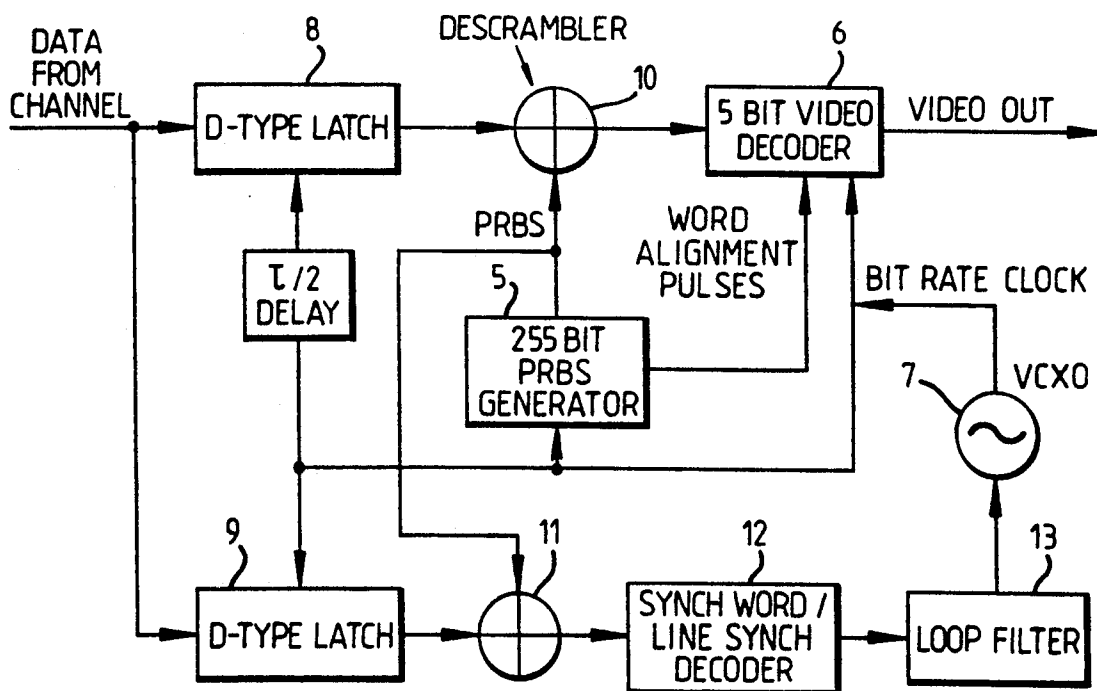 DATA
FROM
CHANNEL
8
D-TYPE LATCH
DESCRAMBLER
10
6
5 BIT VIDEO
DECODER
VIDEO OUT
τ/2
DELAY
PRBS
5
255 BIT
PRBS
GENERATOR
WORD
ALIGNMENT
PULSES
BIT RATE CLOCK
7
VCXO
9
D-TYPE LATCH
11
12
SYNCH WORD /
LINE SYNCH
DECODER
13
LOOP FILTER